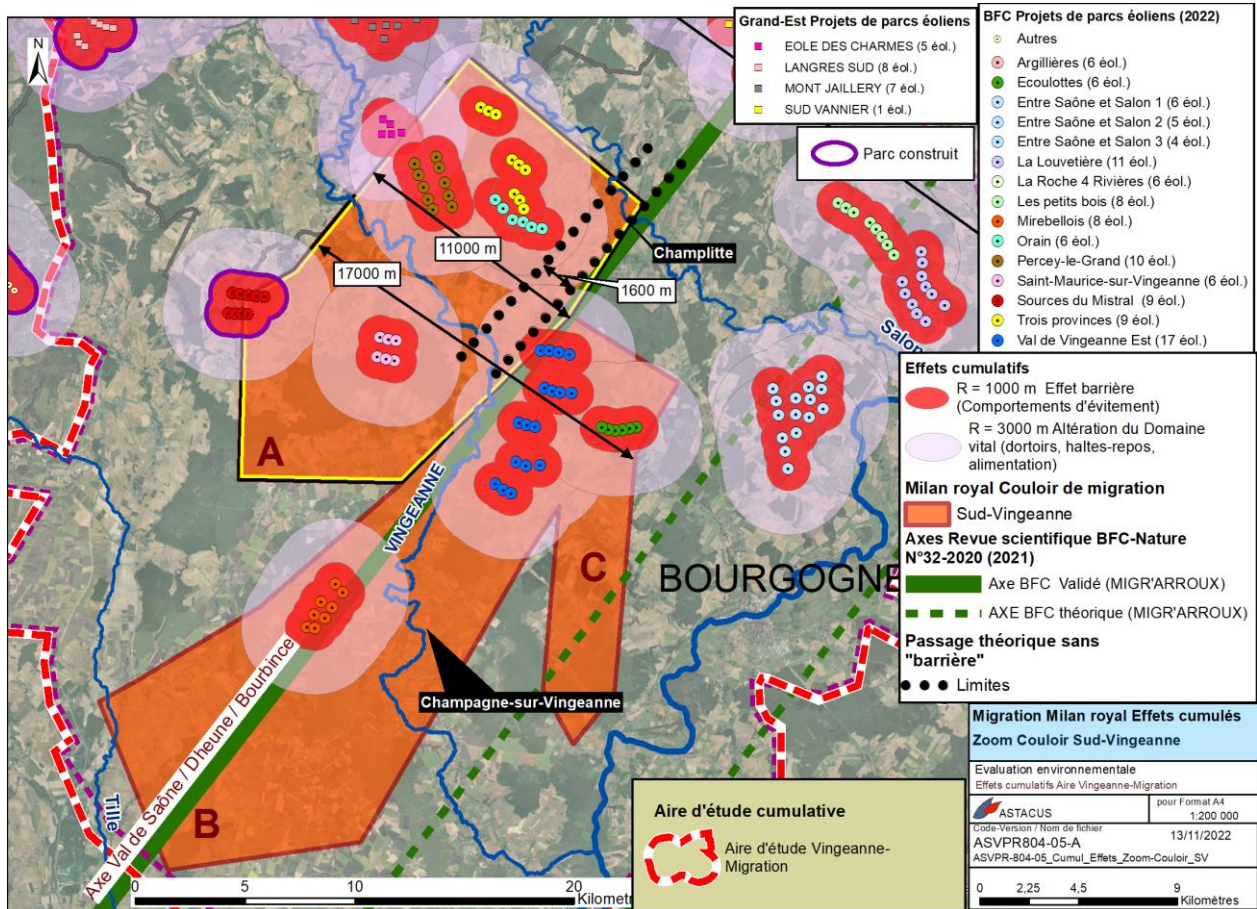 N
Grand-Est Projets de parcs éoliens
EOLE DES CHARMES (5 éol.)
LANGRES SUD (8 éol.)
MONT JAILLERY (7 éol.)
SUD VANNIER (1 éol.)
Parc construit
BFC Projets de parcs éoliens (2022)
Autres
Argillières (6 éol.)
Ecoulottes (6 éol.)
Entre Saône et Salon 1 (6 éol.)
Entre Saône et Salon 2 (5 éol.)
Entre Saône et Salon 3 (4 éol.)
La Louvetière (11 éol.)
La Roche 4 Rivières (6 éol.)
Les petits bois (8 éol.)
Mirebellois (8 éol.)
Orain (6 éol.)
Percey-le-Grand (10 éol.)
Saint-Maurice-sur-Vingeanne (6 éol.)
Sources du Mistral (9 éol.)
Trois provinces (9 éol.)
Val de Vingeanne Est (17 éol.)
11000 m
17000 m
1600 m
Champlitte
Salon
A
VINGEANNE
C
BOURGOGNE
Champagne-sur-Vingeanne
B
Tille
Axe Val de Saône / Dheune / Bourbince
Effets cumulatifs
R = 1000 m Effet barrière
(Comportements d'évitement)
R = 3000 m Altération du Domaine
vital (dortoirs, haltes-repos,
alimentation)
Milan royal Couloir de migration
Sud-Vingeanne
Axes Revue scientifique BFC-Nature
N°32-2020 (2021)
Axe BFC Validé (MIGR'ARROUX)
AXE BFC théorique (MIGR'ARROUX)
Passage théorique sans
"barrière"
Limites
Migration Milan royal Effets cumulés
Zoom Couloir Sud-Vingeanne
Evaluation environnementale
Effets cumulatifs Aire Vingeanne-Migration
ASTACUS
pour Format A4
1:200 000
Code-Version / Nom de fichier
13/11/2022
ASVPR804-05-A
ASVPR-804-05_Cumul_Effets_Zoom-Couloir_SV
0 2,25 4,5 9
Kilomètres
Aire d'étude cumulative
Aire d'étude Vingeanne-
Migration
0 5 10 20
Kilomet